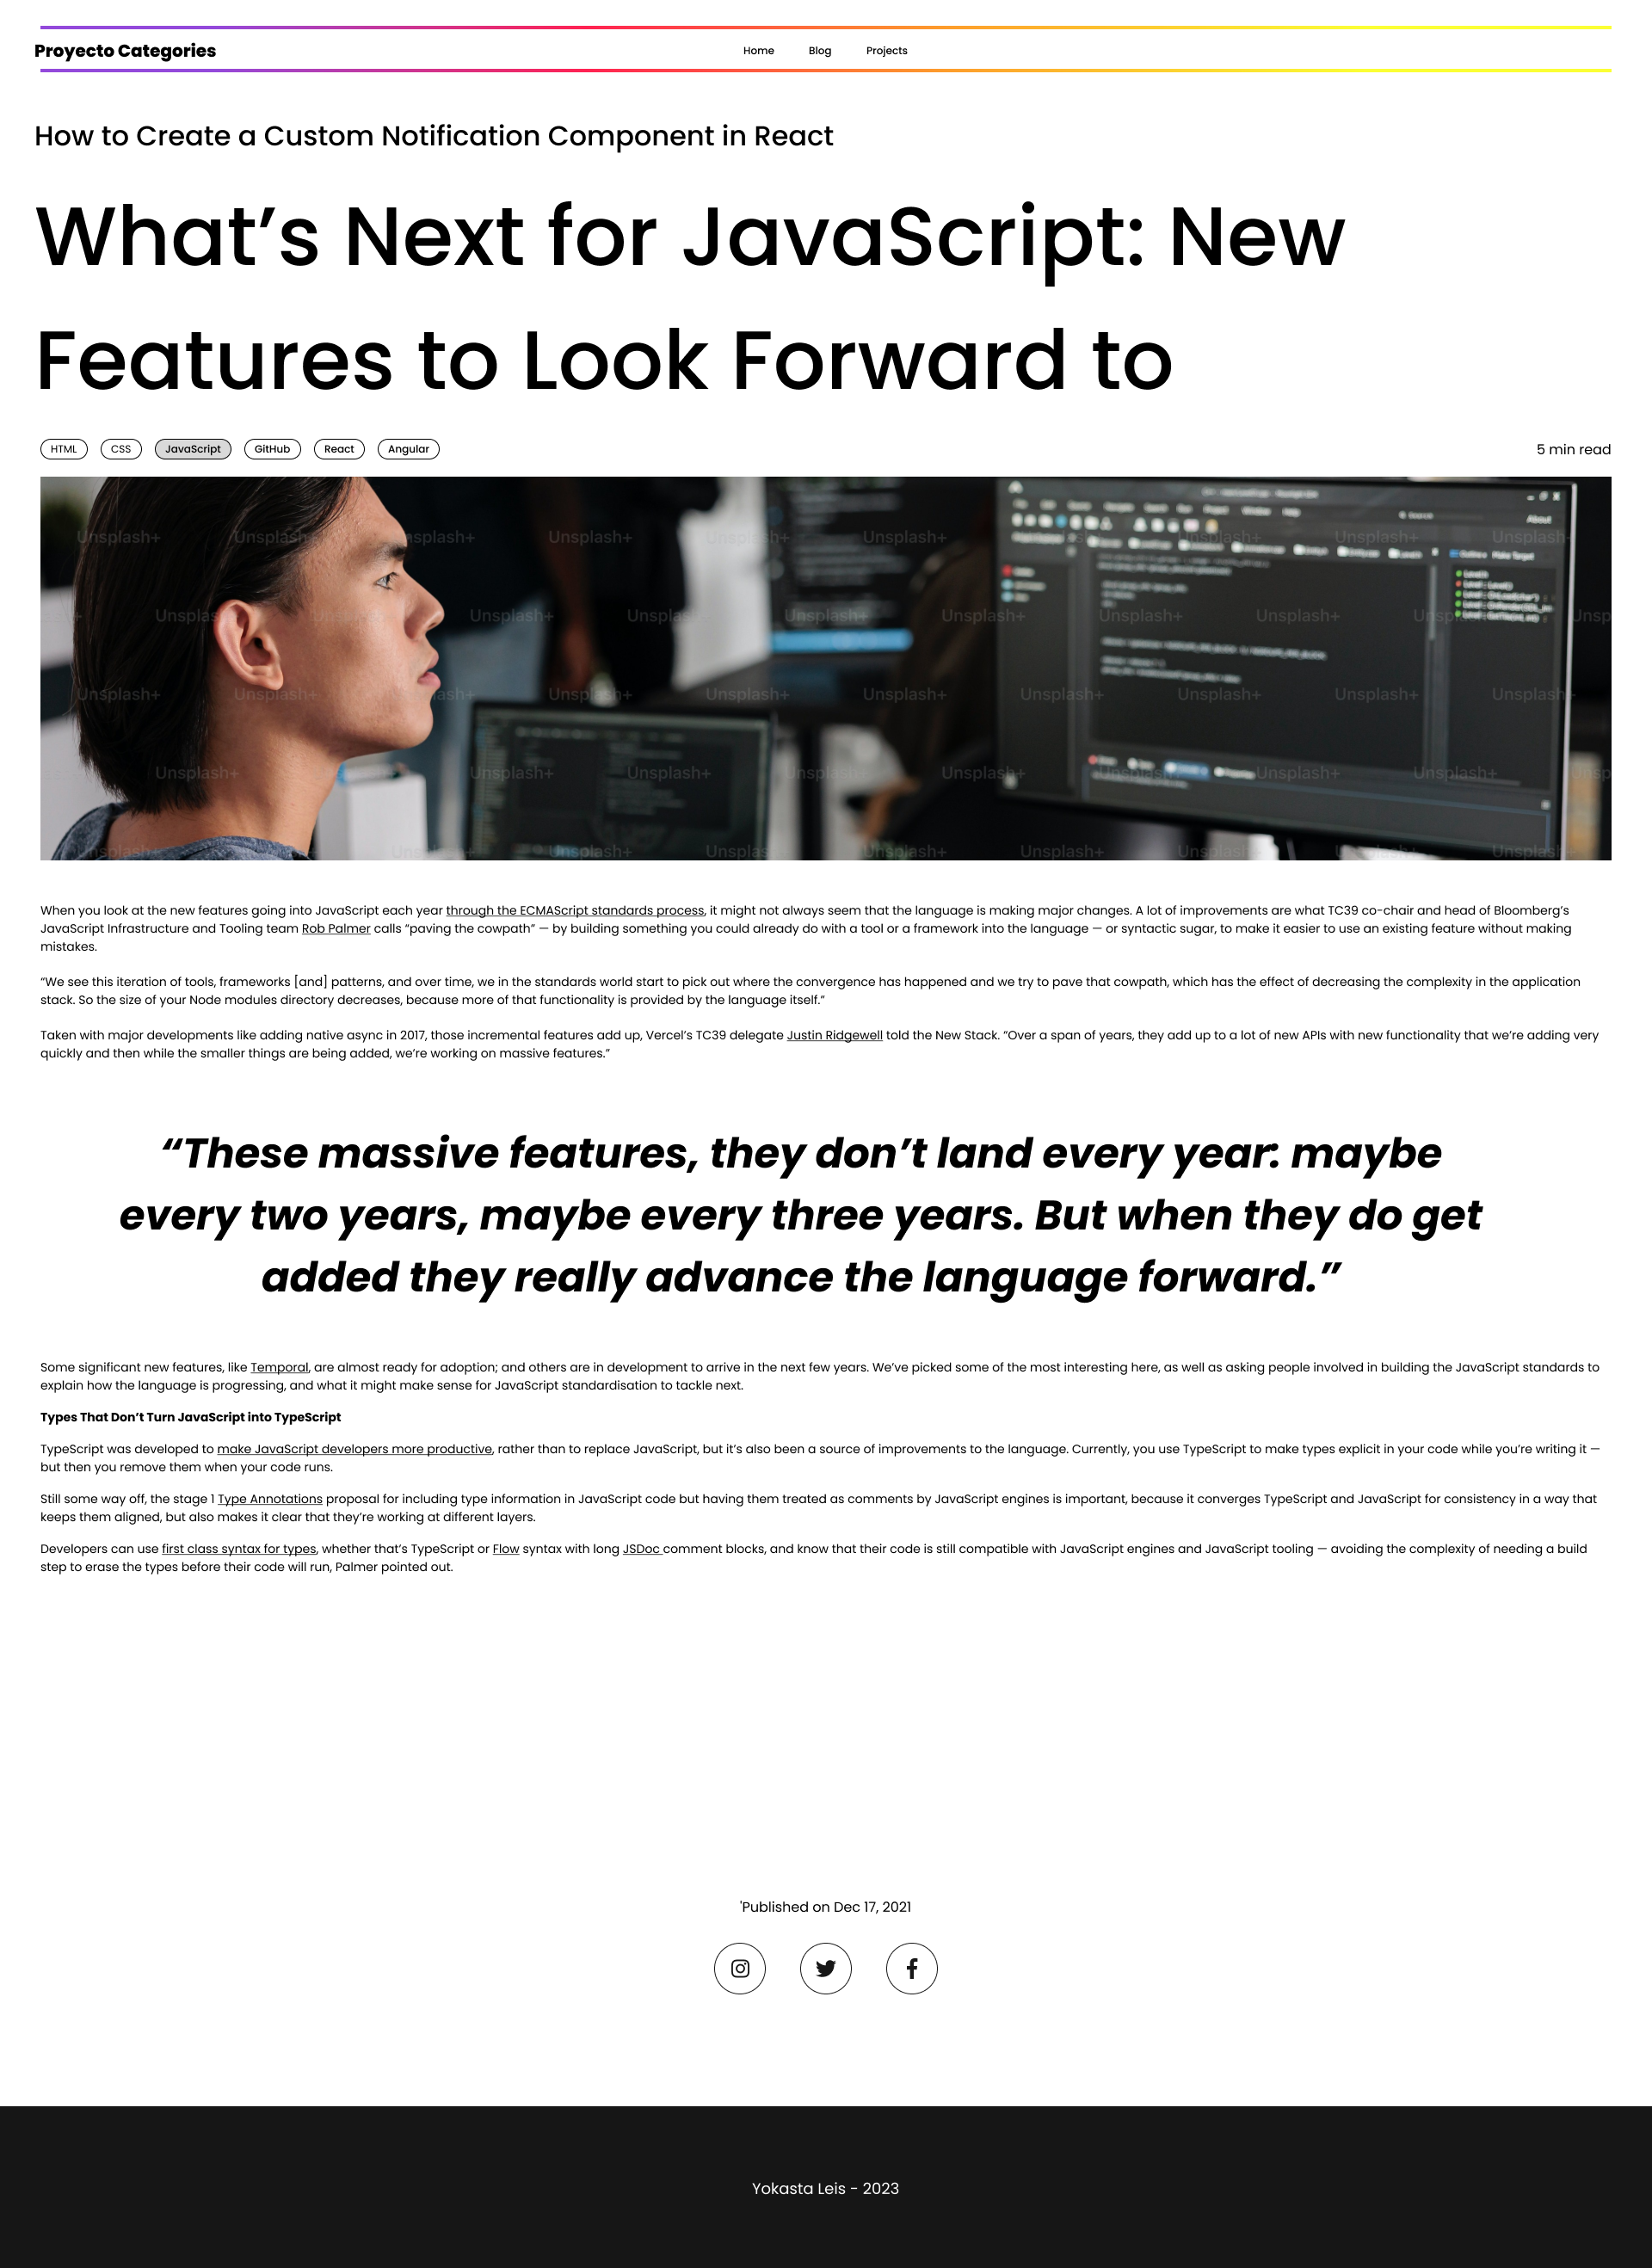 Proyecto Categories
Home Blog Projects
How to Create a Custom Notification Component in React
What’s Next for JavaScript: New
Features to Look Forward to
HTML CSS JavaScript GitHub React Angular 5 min read
When you look at the new features going into JavaScript each year through the ECMAScript standards process, it might not always seem that the language is making major changes. A lot of improvements are what TC39 co-chair and head of Bloomberg’s
JavaScript Infrastructure and Tooling team Rob Palmer calls “paving the cowpath” — by building something you could already do with a tool or a framework into the language — or syntactic sugar, to make it easier to use an existing feature without making
mistakes.
“We see this iteration of tools, frameworks [and] patterns, and over time, we in the standards world start to pick out where the convergence has happened and we try to pave that cowpath, which has the effect of decreasing the complexity in the application
stack. So the size of your Node modules directory decreases, because more of that functionality is provided by the language itself.”
Taken with major developments like adding native async in 2017, those incremental features add up, Vercel’s TC39 delegate Justin Ridgewell told the New Stack. “Over a span of years, they add up to a lot of new APIs with new functionality that we’re adding very
quickly and then while the smaller things are being added, we’re working on massive features.”
“These massive features, they don’t land every year: maybe
every two years, maybe every three years. But when they do get
added they really advance the language forward.”
Some significant new features, like Temporal, are almost ready for adoption; and others are in development to arrive in the next few years. We’ve picked some of the most interesting here, as well as asking people involved in building the JavaScript standards to
explain how the language is progressing, and what it might make sense for JavaScript standardisation to tackle next.
Types That Don’t Turn JavaScript into TypeScript
TypeScript was developed to make JavaScript developers more productive, rather than to replace JavaScript, but it’s also been a source of improvements to the language. Currently, you use TypeScript to make types explicit in your code while you’re writing it —
but then you remove them when your code runs.
Still some way off, the stage 1 Type Annotations proposal for including type information in JavaScript code but having them treated as comments by JavaScript engines is important, because it converges TypeScript and JavaScript for consistency in a way that
keeps them aligned, but also makes it clear that they’re working at different layers.
Developers can use first class syntax for types, whether that’s TypeScript or Flow syntax with long JSDoc comment blocks, and know that their code is still compatible with JavaScript engines and JavaScript tooling — avoiding the complexity of needing a build
step to erase the types before their code will run, Palmer pointed out.
'Published on Dec 17, 2021
Yokasta Leis - 2023